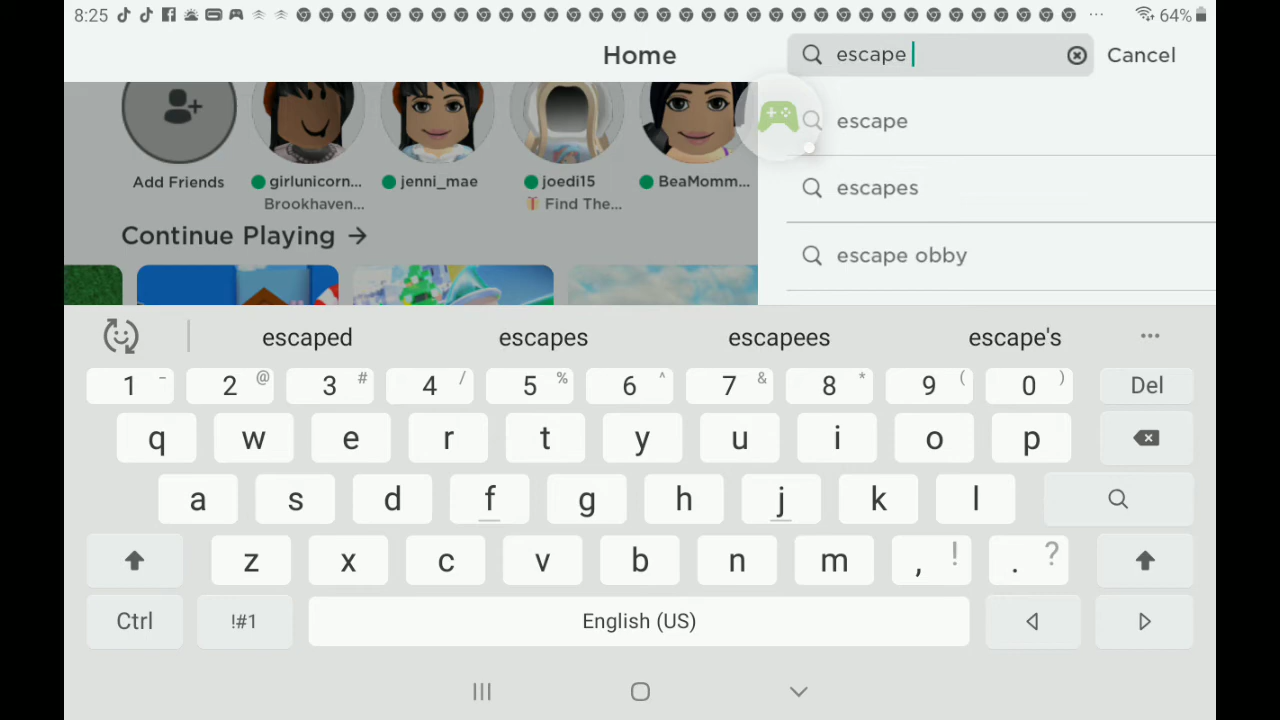 8:25
64%
Home
escape
Cancel
escape
escapes
escape obby
Add Friends
girlunicorn...
Brookhaven...
jenni_mae
joedi15
Find The...
BeaMomm...
Continue Playing →
escaped escapes escapees escape's ...
1 - 2 @ 3 # 4 / 5 % 6 ^ 7 & 8 * 9 ( 0 ) Del
q w e r t y u i o p
a s d f g h j k l
z x c v b n m , ! . ?
Ctrl !#1 English (US)